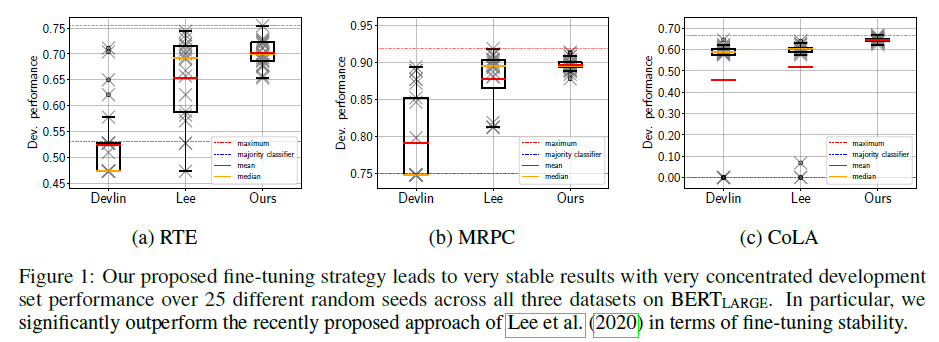 0.75
0.70
0.65
0.60
0.55
0.50
0.45
Dev. performance
maximum
majority classifier
mean
median
Devlin Lee Ours
(a) RTE
0.95
0.90
0.85
0.80
0.75
Dev. performance
maximum
majority classifier
mean
median
Devlin Lee Ours
(b) MRPC
0.70
0.60
0.50
0.40
0.30
0.20
0.10
0.00
Dev. performance
maximum
majority classifier
mean
median
Devlin Lee Ours
(c) CoLA
Figure 1: Our proposed fine-tuning strategy leads to very stable results with very concentrated development
set performance over 25 different random seeds across all three datasets on BERTLARGE. In particular, we
significantly outperform the recently proposed approach of Lee et al. (2020) in terms of fine-tuning stability.